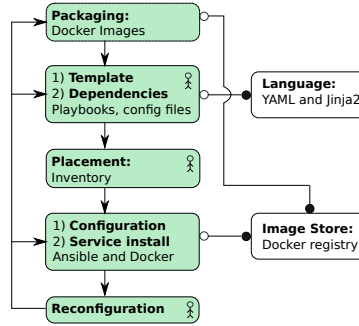 Packaging:
Docker Images
1) Template
2) Dependencies
Playbooks, config files
Language:
YAML and Jinja2
Placement:
Inventory
1) Configuration
2) Service install
Ansible and Docker
Image Store:
Docker registry
Reconfiguration